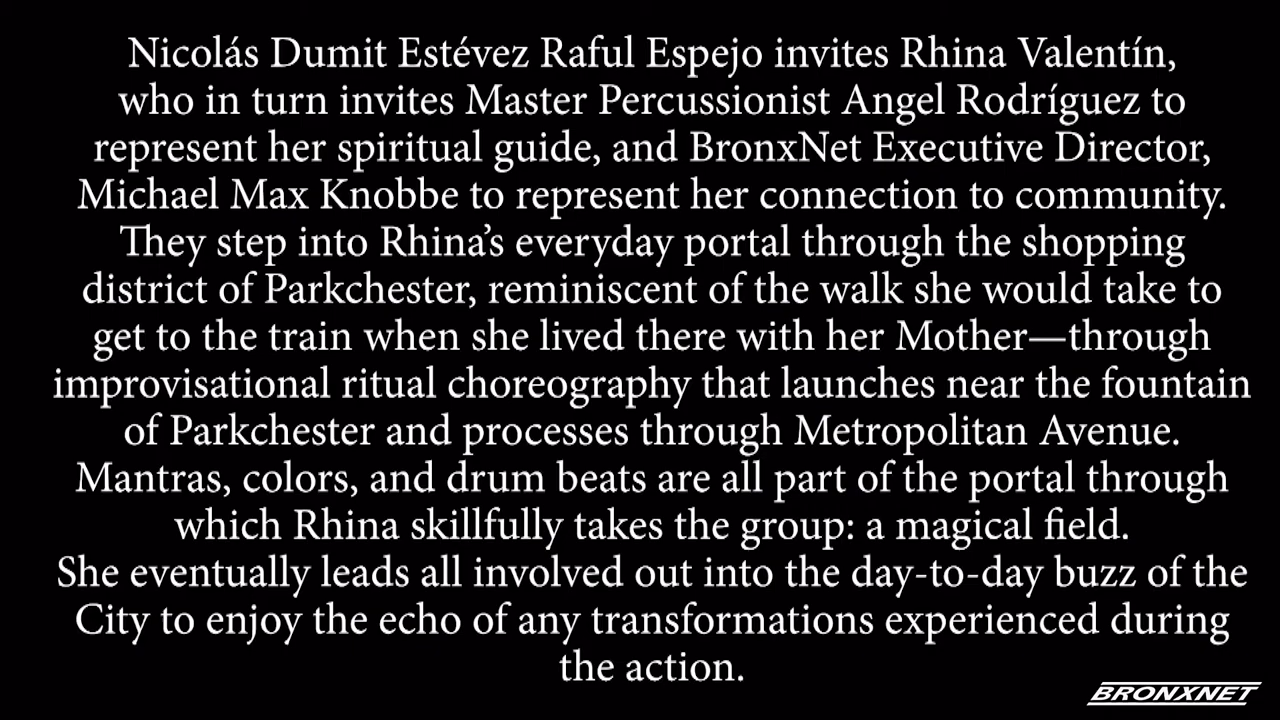 Nicolás Dumit Estévez Raful Espejo invites Rhina Valentín,
who in turn invites Master Percussionist Angel Rodríguez to
represent her spiritual guide, and BronxNet Executive Director,
Michael Max Knobbe to represent her connection to community.
They step into Rhina’s everyday portal through the shopping
district of Parkchester, reminiscent of the walk she would take to
get to the train when she lived there with her Mother—through
improvisational ritual choreography that launches near the fountain
of Parkchester and processes through Metropolitan Avenue.
Mantras, colors, and drum beats are all part of the portal through
which Rhina skillfully takes the group: a magical field.
She eventually leads all involved out into the day-to-day buzz of the
City to enjoy the echo of any transformations experienced during
the action.
BRONXNET